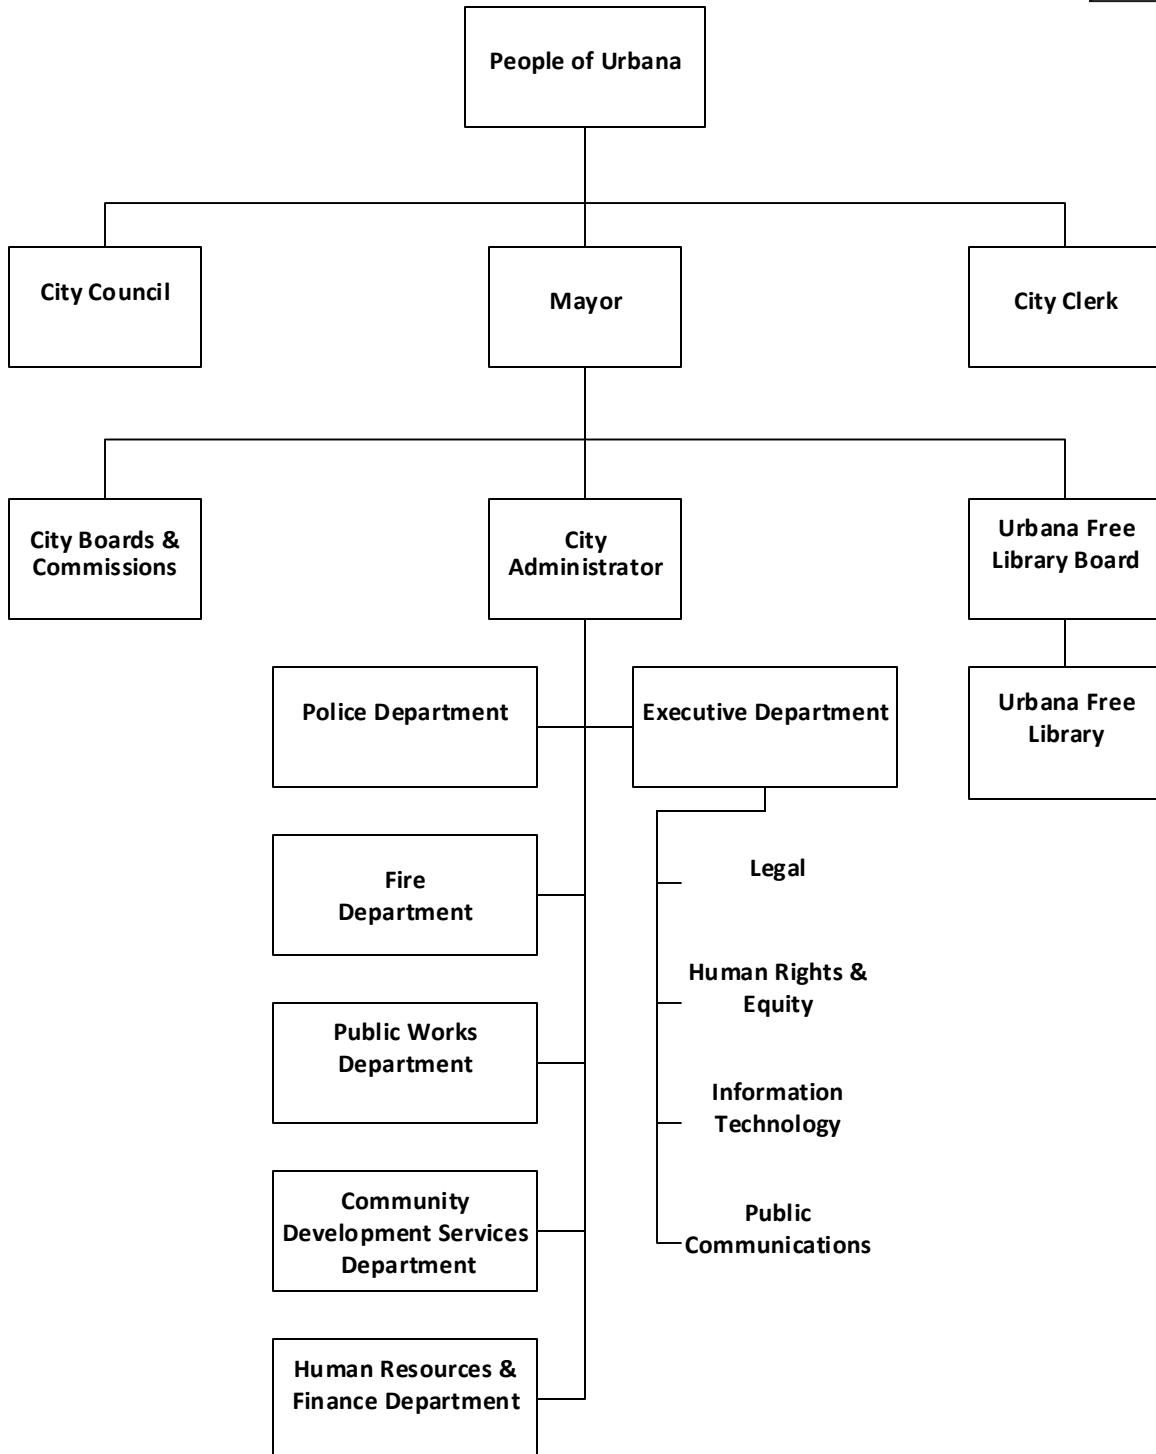 People of Urbana
City Council
Mayor
City Clerk
City Boards &
Commissions
City
Administrator
Urbana Free
Library Board
Police Department
Executive Department
Urbana Free
Library
Legal
Fire
Department
Human Rights &
Equity
Public Works
Department
Information
Technology
Community
Development Services
Department
Public
Communications
Human Resources &
Finance Department